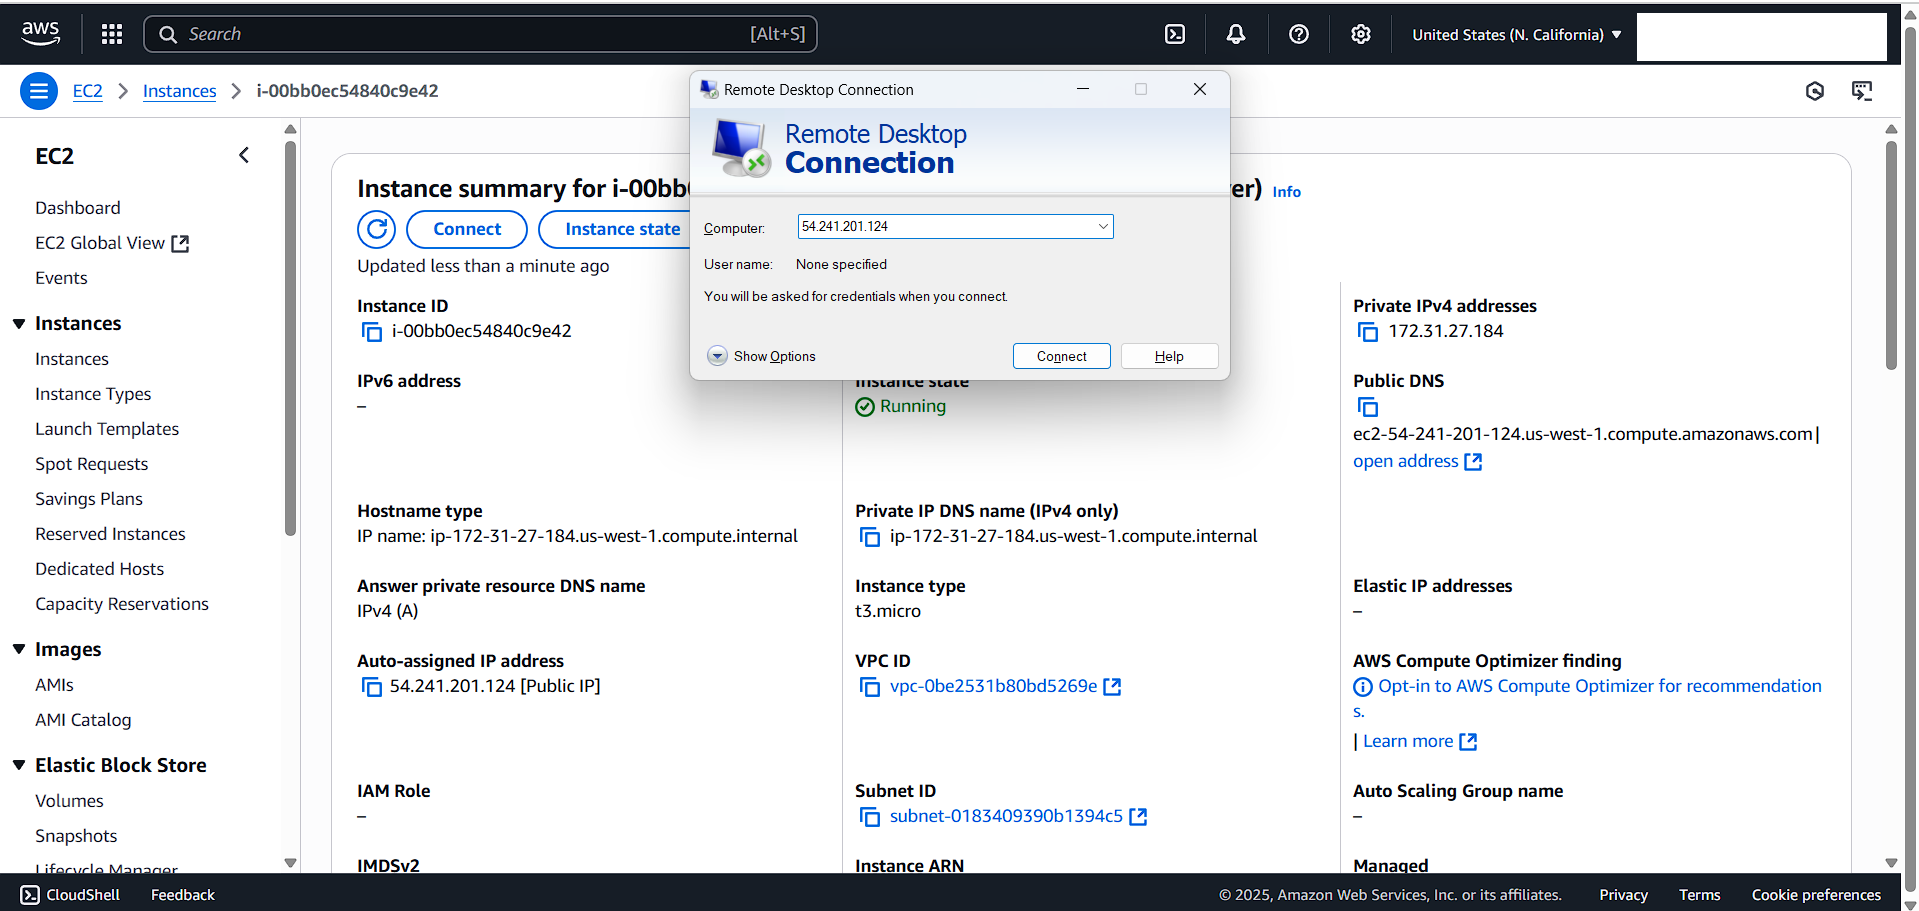 aws
Search
[Alt+S]
United States (N. California)
EC2
Instances
i-00bb0ec54840c9e42
Remote Desktop Connection
Remote Desktop
Connection
Computer:
54.241.201.124
User name:
None specified
You will be asked for credentials when you connect.
Show Options
Connect
Help
EC2
Dashboard
EC2 Global View
Events
Instances
Instances
Instance Types
Launch Templates
Spot Requests
Savings Plans
Reserved Instances
Dedicated Hosts
Capacity Reservations
Images
AMIs
AMI Catalog
Elastic Block Store
Volumes
Snapshots
Lifecycle Manager
Instance summary for i-00bb0
er)
Info
Connect
Instance state
Updated less than a minute ago
Instance ID
i-00bb0ec54840c9e42
Private IPv4 addresses
172.31.27.184
IPv6 address
–
Instance state
Running
Public DNS
ec2-54-241-201-124.us-west-1.compute.amazonaws.com|
open address
Hostname type
IP name: ip-172-31-27-184.us-west-1.compute.internal
Private IP DNS name (IPv4 only)
ip-172-31-27-184.us-west-1.compute.internal
Answer private resource DNS name
IPv4 (A)
Instance type
t3.micro
Elastic IP addresses
–
Auto-assigned IP address
54.241.201.124 [Public IP]
VPC ID
vpc-0be2531b80bd5269e
AWS Compute Optimizer finding
Opt-in to AWS Compute Optimizer for recommendation
s.
| Learn more
IAM Role
–
Subnet ID
subnet-0183409390b1394c5
Auto Scaling Group name
–
IMDSv2
Instance ARN
Managed
CloudShell
Feedback
© 2025, Amazon Web Services, Inc. or its affiliates.
Privacy
Terms
Cookie preferences